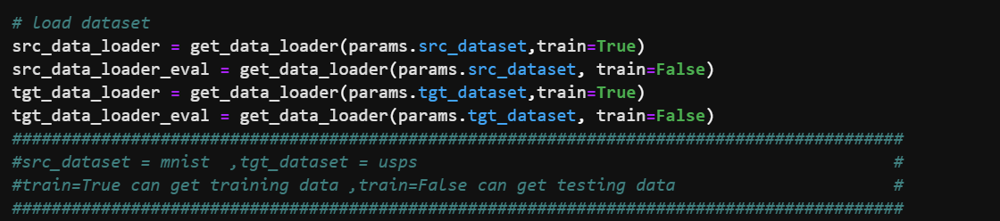 # load dataset
src_data_loader = get_data_loader(params.src_dataset,train=True)
src_data_loader_eval = get_data_loader(params.src_dataset, train=False)
tgt_data_loader = get_data_loader(params.tgt_dataset,train=True)
tgt_data_loader_eval = get_data_loader(params.tgt_dataset, train=False)
##########################################################################################
#src_dataset = mnist  ,tgt_dataset = usps                                                #
#train=True can get training data ,train=False can get testing data                      #
##########################################################################################